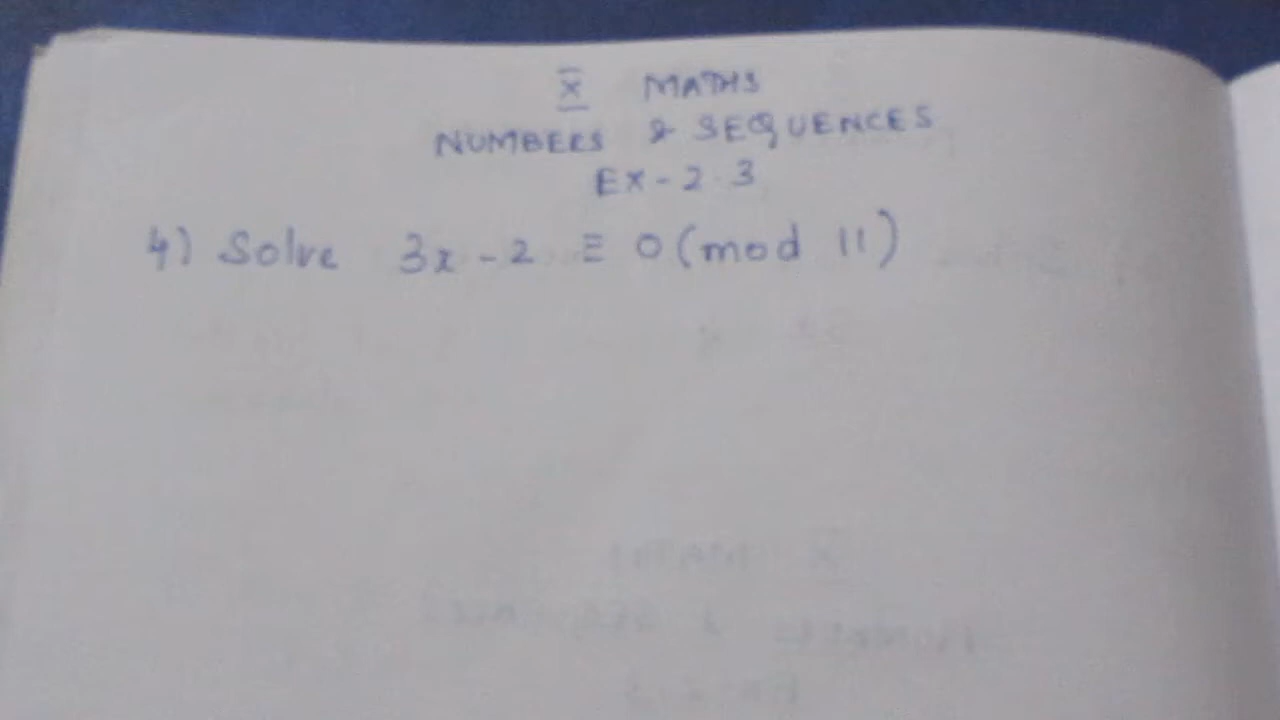 X MATHS
NUMBERS & SEQUENCES
EX-2.3
4) Solve 3x - 2 ≡ 0 (mod 11)